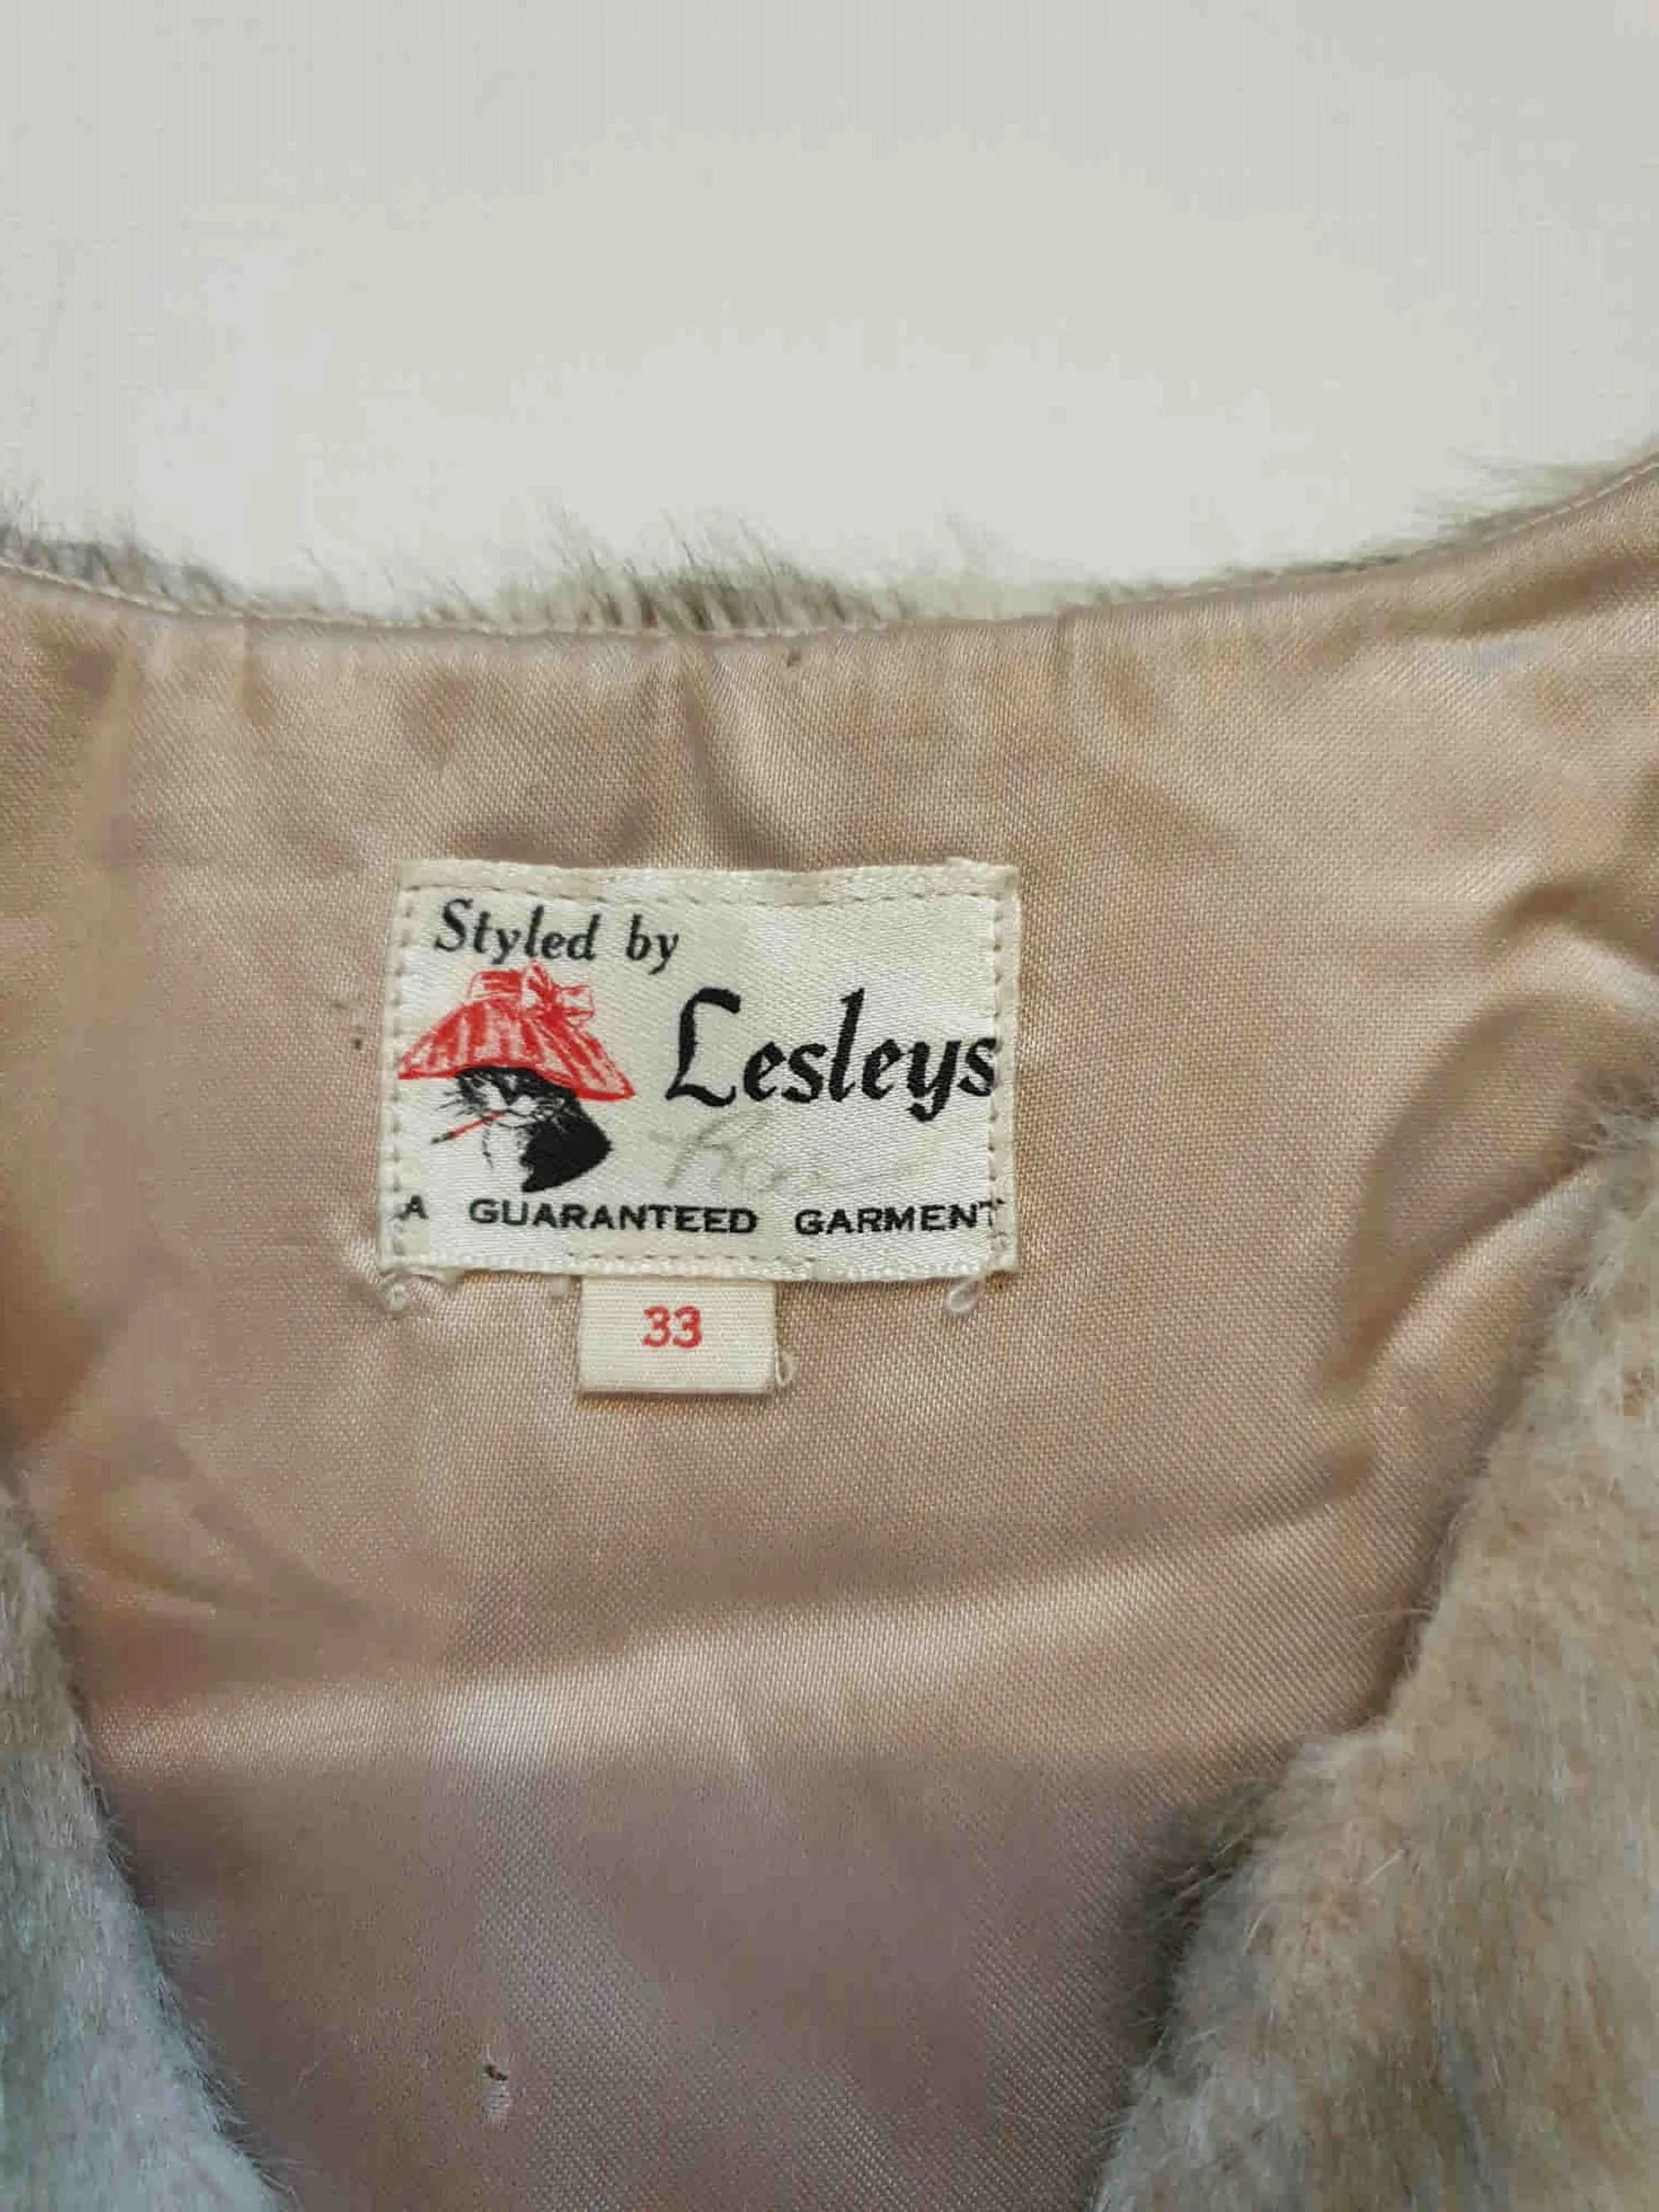 Styled by
Lesleys
A GUARANTEED GARMENT
33